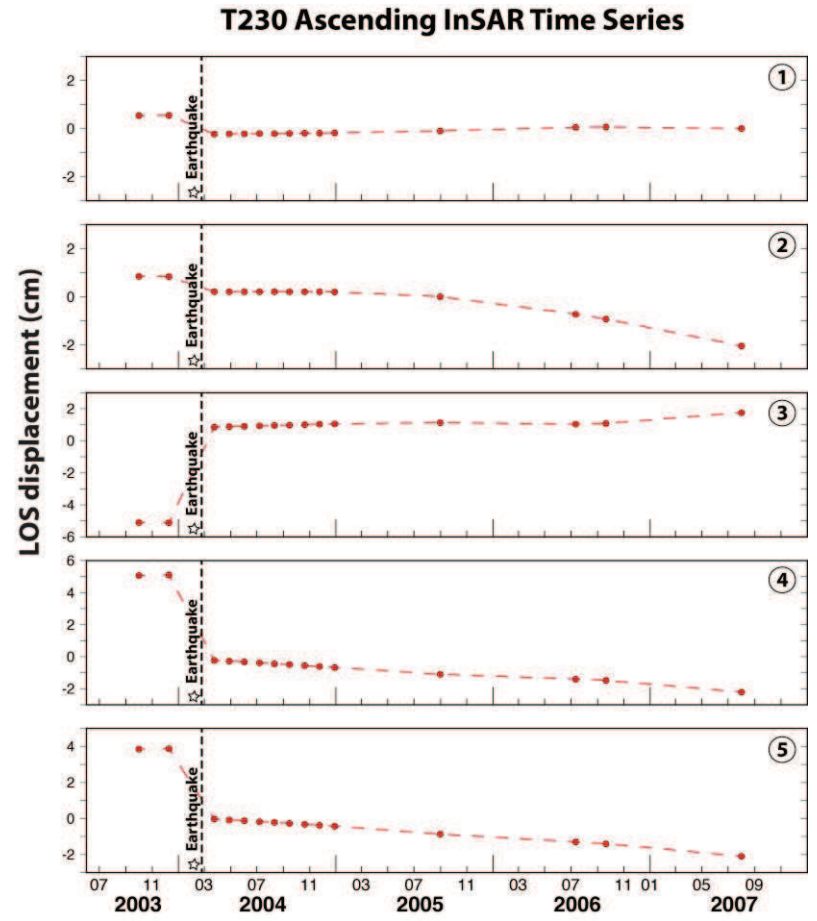 T230 Ascending InSAR Time Series
LOS displacement (cm)
2
0
-2
Earthquake
1
2
0
-2
Earthquake
2
2
0
-2
-4
-6
Earthquake
3
6
4
2
0
-2
Earthquake
4
4
2
0
-2
Earthquake
5
07 11 03 07 11 03 07 11 03 07 11 01 05 09
2003 2004 2005 2006 2007